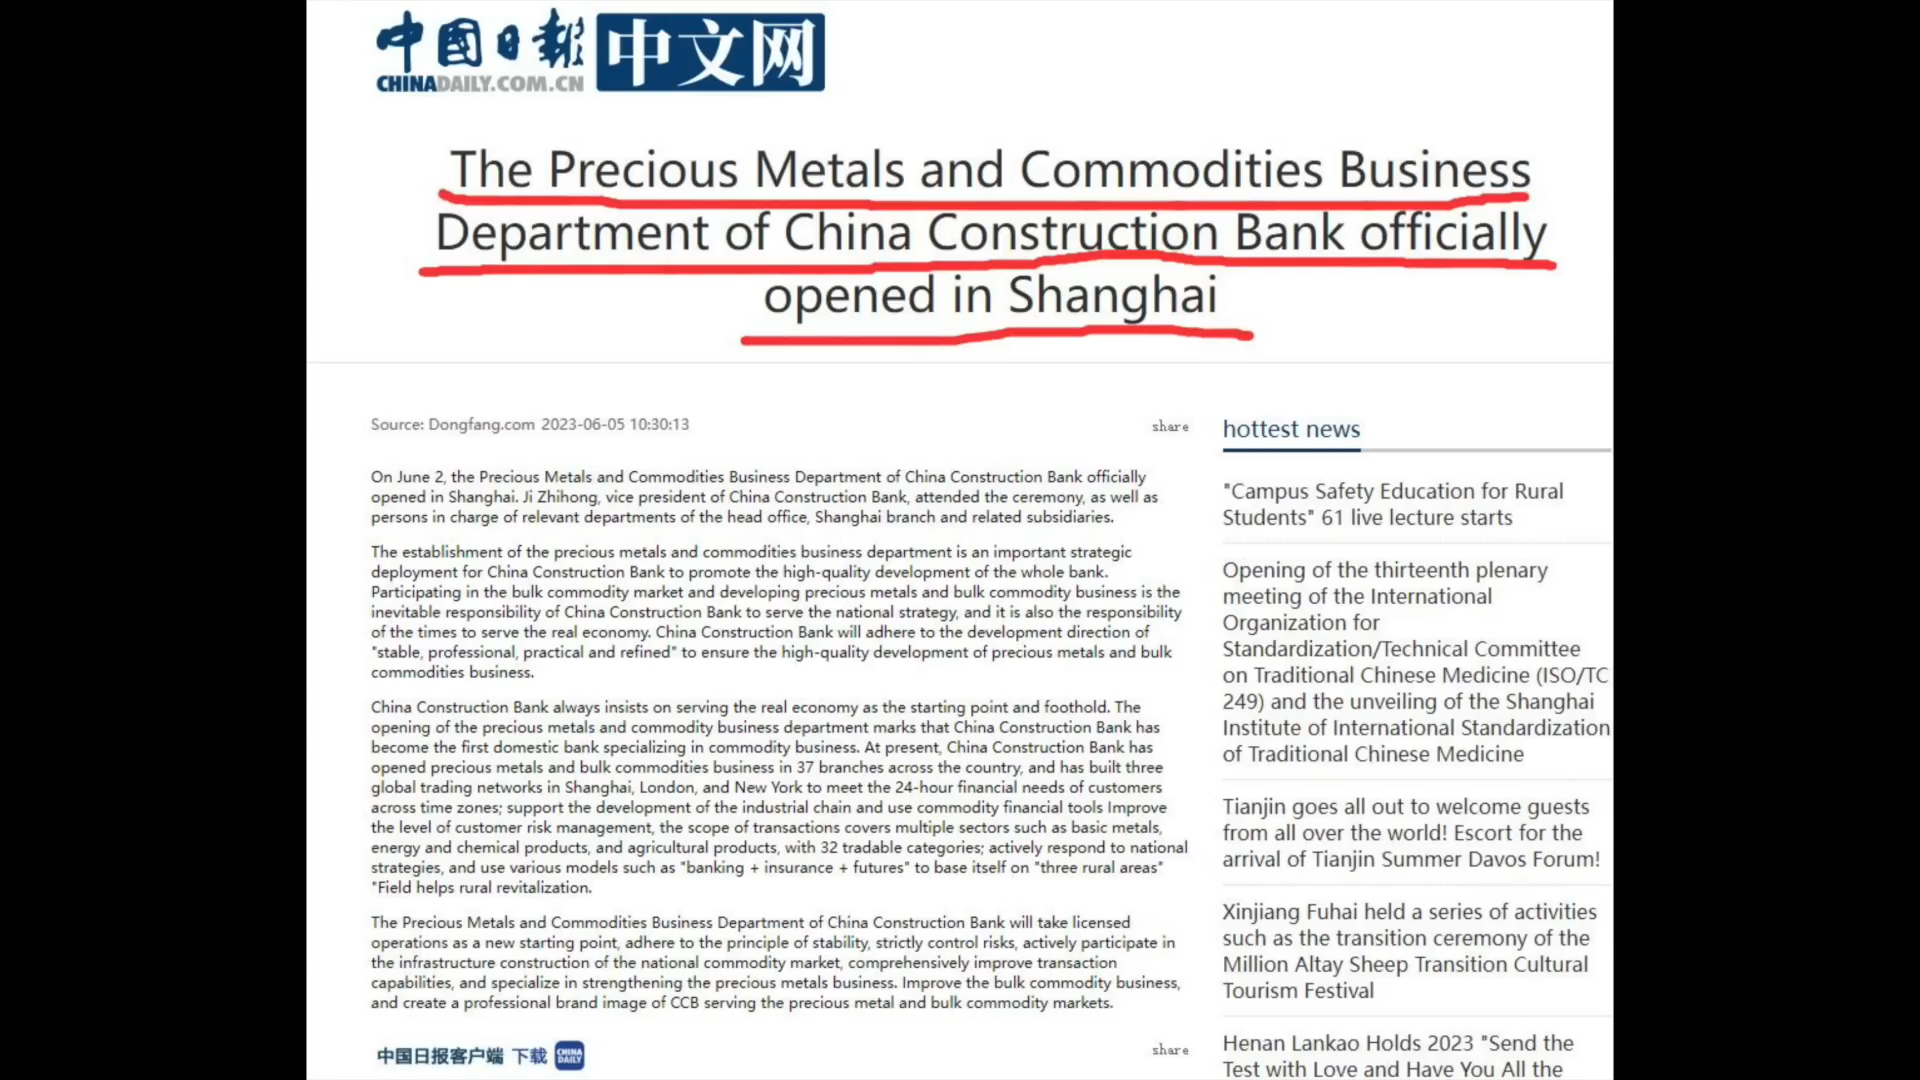 中國日報 中文网
CHINADAILY.COM.CN
The Precious Metals and Commodities Business
Department of China Construction Bank officially
opened in Shanghai
Source: Dongfang.com 2023-06-05 10:30:13
share
On June 2, the Precious Metals and Commodities Business Department of China Construction Bank officially
opened in Shanghai. Ji Zhihong, vice president of China Construction Bank, attended the ceremony, as well as
persons in charge of relevant departments of the head office, Shanghai branch and related subsidiaries.
The establishment of the precious metals and commodities business department is an important strategic
deployment for China Construction Bank to promote the high-quality development of the whole bank.
Participating in the bulk commodity market and developing precious metals and bulk commodity business is the
inevitable responsibility of China Construction Bank to serve the national strategy, and it is also the responsibility
of the times to serve the real economy. China Construction Bank will adhere to the development direction of
"stable, professional, practical and refined" to ensure the high-quality development of precious metals and bulk
commodities business.
China Construction Bank always insists on serving the real economy as the starting point and foothold. The
opening of the precious metals and commodity business department marks that China Construction Bank has
become the first domestic bank specializing in commodity business. At present, China Construction Bank has
opened precious metals and bulk commodities business in 37 branches across the country, and has built three
global trading networks in Shanghai, London, and New York to meet the 24-hour financial needs of customers
across time zones; support the development of the industrial chain and use commodity financial tools Improve
the level of customer risk management, the scope of transactions covers multiple sectors such as basic metals,
energy and chemical products, and agricultural products, with 32 tradable categories; actively respond to national
strategies, and use various models such as "banking + insurance + futures" to base itself on "three rural areas"
"Field helps rural revitalization.
The Precious Metals and Commodities Business Department of China Construction Bank will take licensed
operations as a new starting point, adhere to the principle of stability, strictly control risks, actively participate in
the infrastructure construction of the national commodity market, comprehensively improve transaction
capabilities, and specialize in strengthening the precious metals business. Improve the bulk commodity business,
and create a professional brand image of CCB serving the precious metal and bulk commodity markets.
中国日报客户端 下载 CHINA DAILY
share
hottest news
"Campus Safety Education for Rural
Students" 61 live lecture starts
Opening of the thirteenth plenary
meeting of the International
Organization for
Standardization/Technical Committee
on Traditional Chinese Medicine (ISO/TC
249) and the unveiling of the Shanghai
Institute of International Standardization
of Traditional Chinese Medicine
Tianjin goes all out to welcome guests
from all over the world! Escort for the
arrival of Tianjin Summer Davos Forum!
Xinjiang Fuhai held a series of activities
such as the transition ceremony of the
Million Altay Sheep Transition Cultural
Tourism Festival
Henan Lankao Holds 2023 "Send the
Test with Love and Have You All the